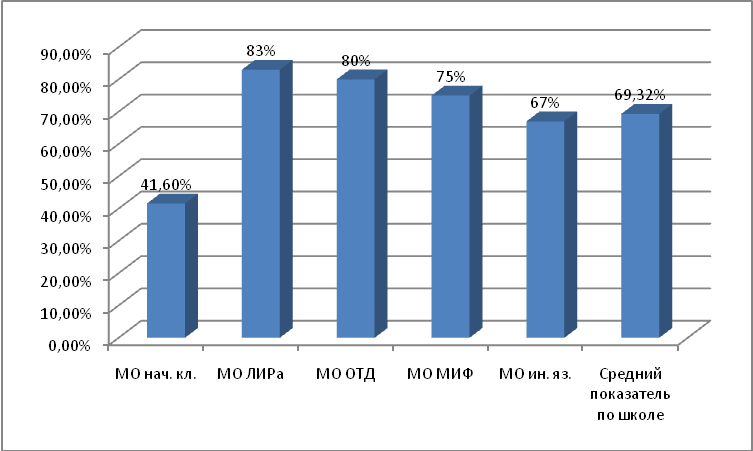 90,00%
80,00%
70,00%
60,00%
50,00%
40,00%
30,00%
20,00%
10,00%
0,00%
41,60%
83%
80%
75%
67%
69,32%
МО нач. кл.
МО ЛИРа
МО ОТД
МО МИФ
МО ин. яз.
Средний
показатель
по школе